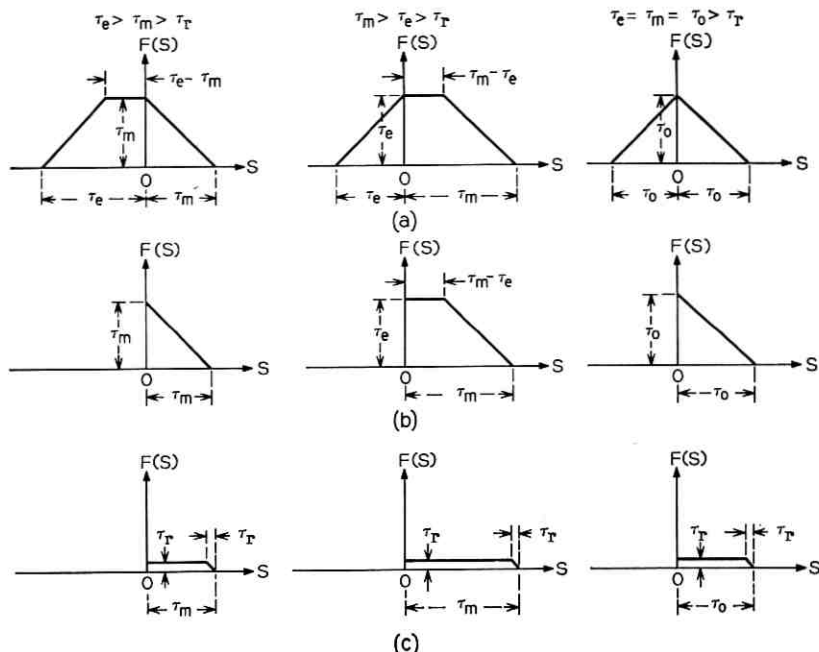 τe > τm > τr
τm > τe > τr
τe = τm = τo > τr
F(S)
F(S)
F(S)
τe - τm
τm - τe
τm
τe
τo
S
S
S
O
O
O
τe
τm
τe
τm
τo
τo
(a)
F(S)
F(S)
F(S)
τm - τe
τm
τe
τo
S
S
S
O
O
O
τm
τm
τo
(b)
F(S)
F(S)
F(S)
τr
τr
τr
τr
τr
τr
S
S
S
O
O
O
τm
τm
τo
(c)